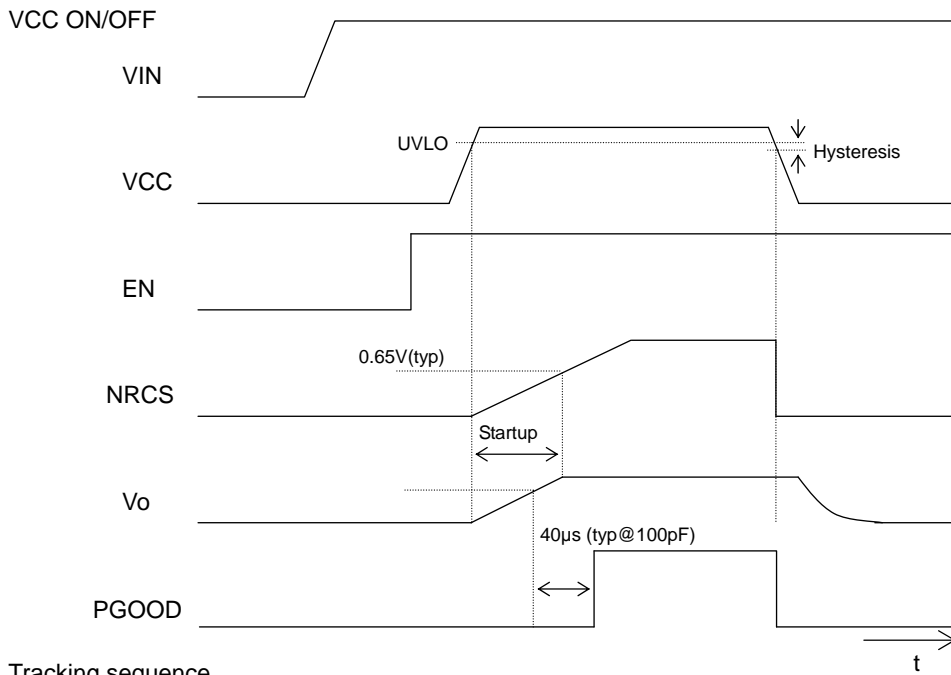 VCC ON/OFF
VIN
UVLO
Hysteresis
VCC
EN
0.65V(typ)
NRCS
Startup
Vo
40µs (typ@100pF)
PGOOD
t
Tracking sequence